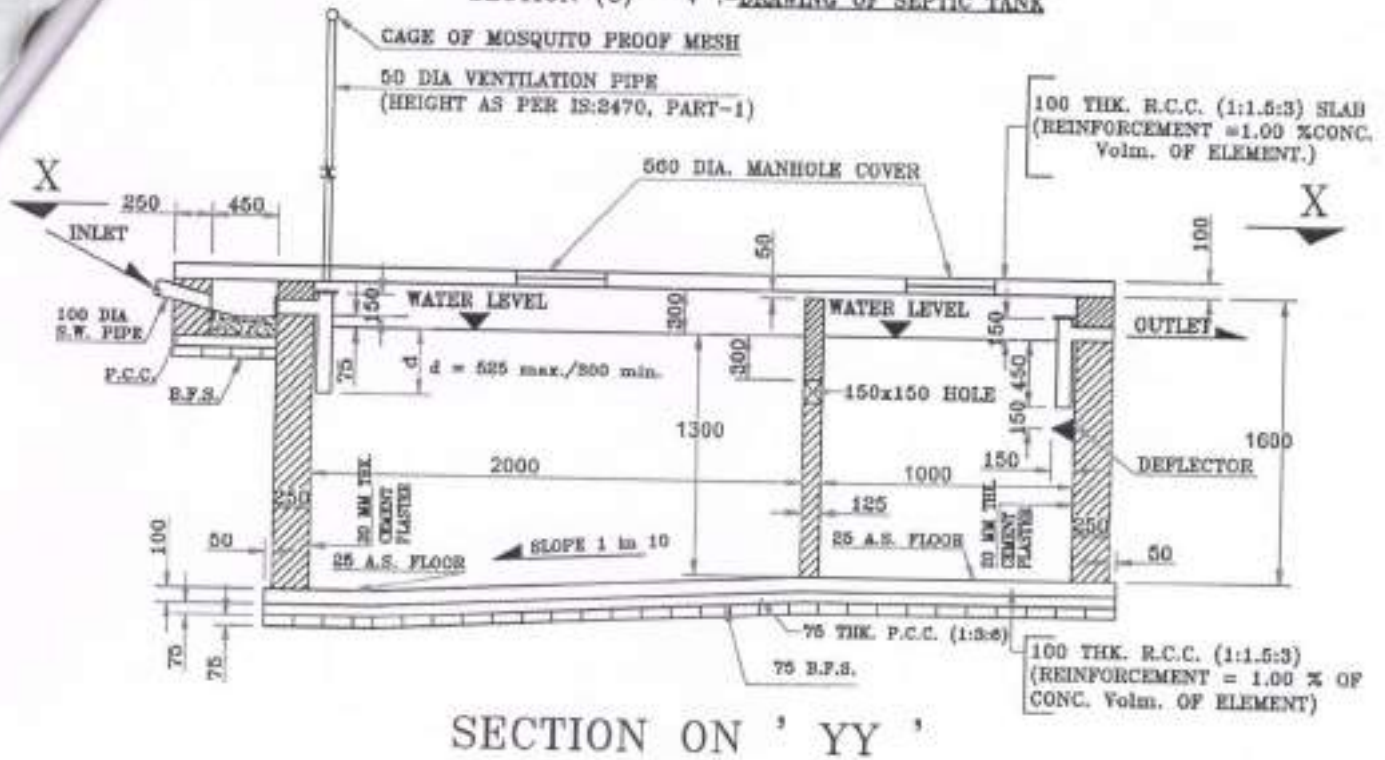 DRAWING OF SEPTIC TANK
CAGE OF MOSQUITO PROOF MESH
50 DIA VENTILATION PIPE
(HEIGHT AS PER IS:2470, PART-1)
100 THK. R.C.C. (1:1.5:3) SLAB
(REINFORCEMENT =1.00 %CONC.
Volm. OF ELEMENT.)
560 DIA. MANHOLE COVER
X
X
250
450
INLET
50
100
100 DIA
S.W. PIPE
150
WATER LEVEL
300
WATER LEVEL
150
OUTLET
P.C.C.
B.F.S.
75
d
d = 525 max./300 min.
300
150x150 HOLE
450
150
1300
1600
2000
150
1000
DEFLECTOR
250
20 MM THK.
CEMENT
PLASTER
125
20 MM THK.
CEMENT
PLASTER
250
100
50
SLOPE 1 in 10
25 A.S. FLOOR
25 A.S. FLOOR
50
75
75
75 THK. P.C.C. (1:3:6)
75 B.F.S.
100 THK. R.C.C. (1:1.5:3)
(REINFORCEMENT = 1.00 % OF
CONC. Volm. OF ELEMENT)
SECTION ON ' YY '